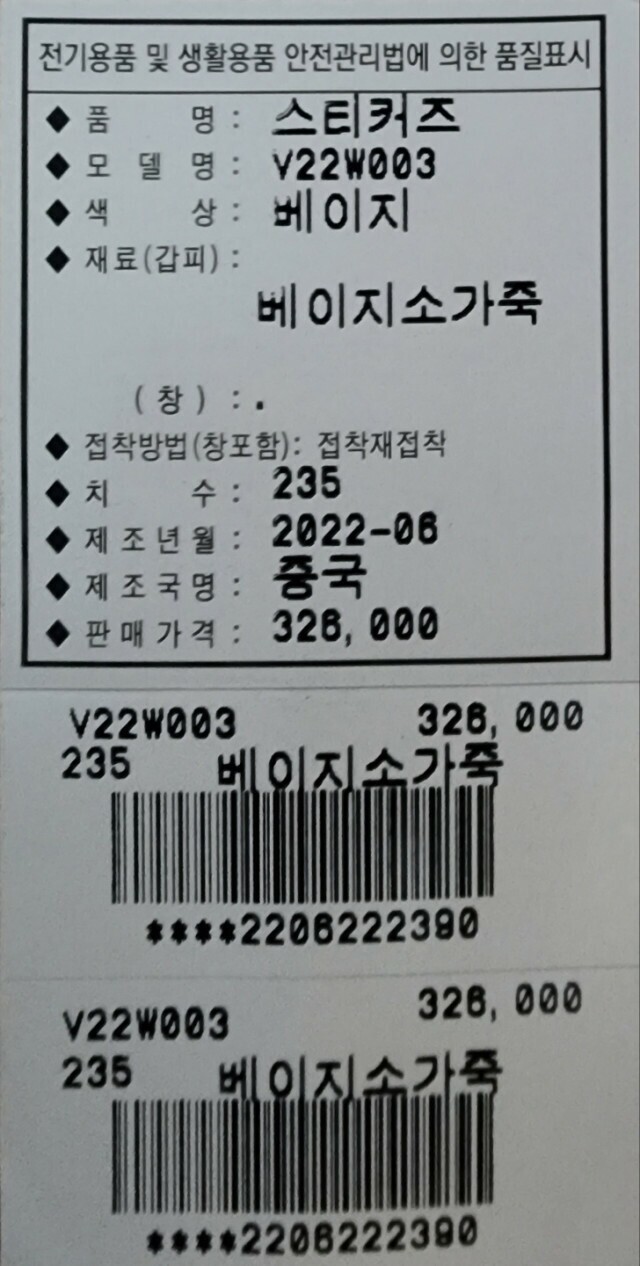 전기용품 및 생활용품 안전관리법에 의한 품질표시
◆ 품 명 : 스티커즈
◆ 모 델 명 : V22W003
◆ 색 상 : 베이지
◆ 재료(갑피) :
베이지소가죽
( 창 ) : .
◆ 접착방법(창포함): 접착재접착
◆ 치 수 : 235
◆ 제 조 년 월 : 2022-06
◆ 제 조 국 명 : 중국
◆ 판 매 가 격 : 326, 000
V22W003 326, 000
235 베이지소가죽
****2206222390
V22W003 326, 000
235 베이지소가죽
****2206222390